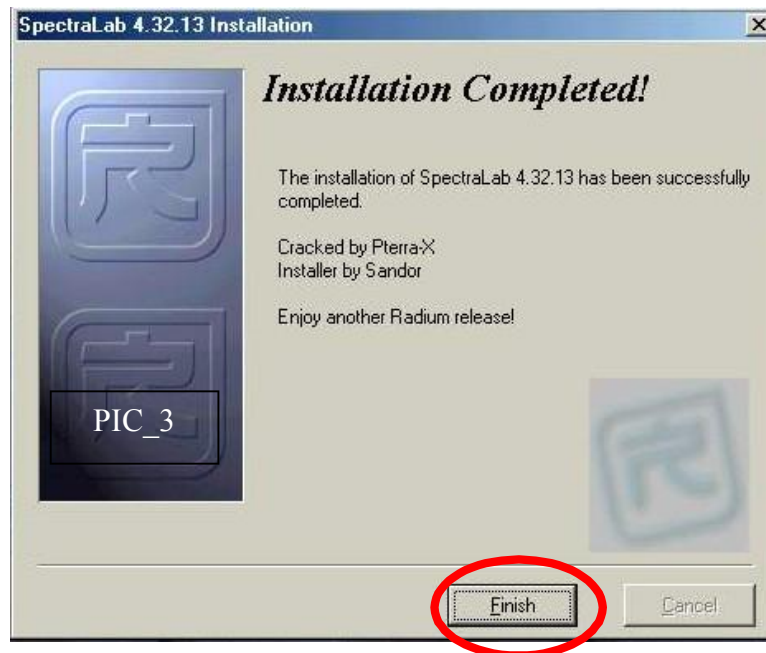 SpectraLab 4.32.13 Installation
Installation Completed!
The installation of SpectraLab 4.32.13 has been successfully
completed.
Cracked by Pterra-X
Installer by Sandor
Enjoy another Radium release!
PIC_3
Finish
Cancel